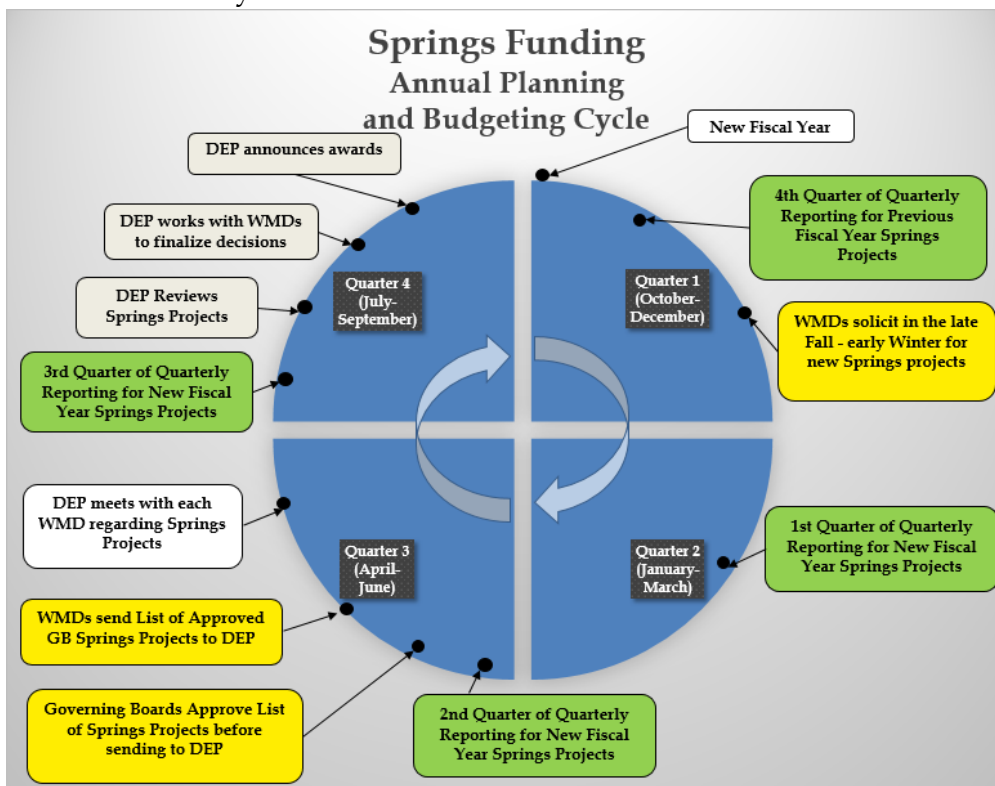 Springs Funding
Annual Planning
and Budgeting Cycle
New Fiscal Year
DEP announces awards
4th Quarter of Quarterly
Reporting for Previous
Fiscal Year Springs
Projects
DEP works with WMDs
to finalize decisions
Quarter 4
(July-
September)
Quarter 1
(October-
December)
DEP Reviews
Springs Projects
WMDs solicit in the late
Fall - early Winter for
new Springs projects
3rd Quarter of Quarterly
Reporting for New Fiscal
Year Springs Projects
DEP meets with each
WMD regarding Springs
Projects
Quarter 3
(April-
June)
Quarter 2
(January-
March)
1st Quarter of Quarterly
Reporting for New Fiscal
Year Springs Projects
WMDs send List of Approved
GB Springs Projects to DEP
Governing Boards Approve List
of Springs Projects before
sending to DEP
2nd Quarter of Quarterly
Reporting for New Fiscal
Year Springs Projects